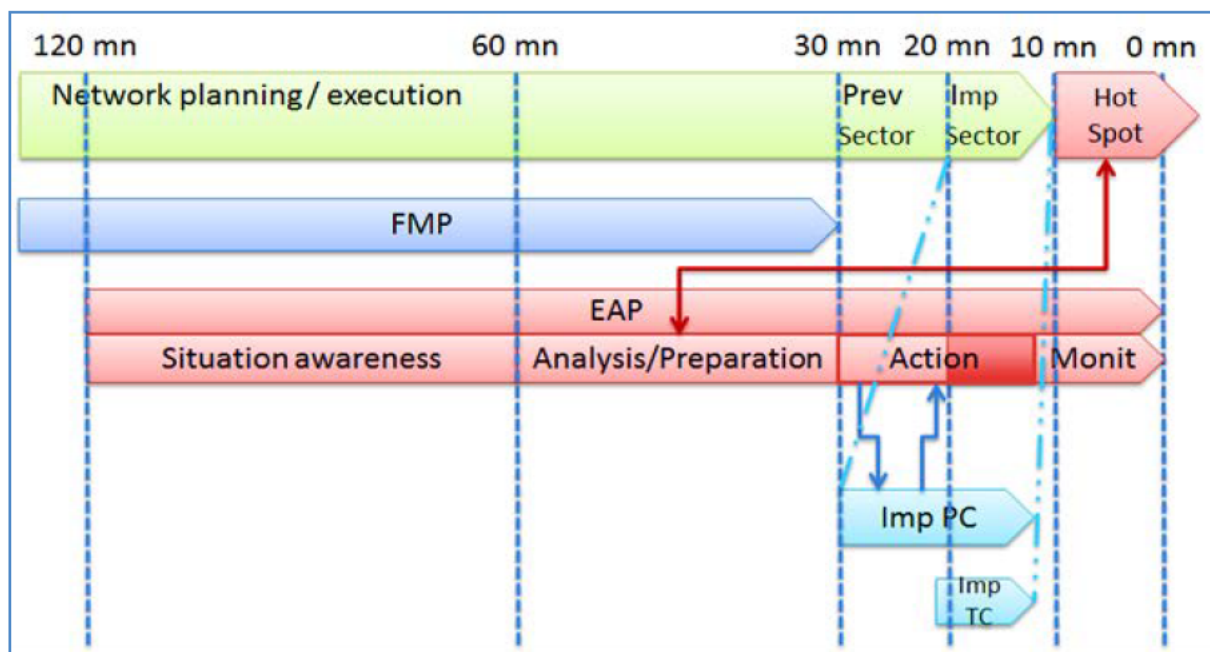 120 mn 60 mn 30 mn 20 mn 10 mn 0 mn
Network planning / execution Prev Imp Hot
Sector Sector Spot
FMP
EAP
Situation awareness Analysis/Preparation Action Monit
Imp PC
Imp
TC